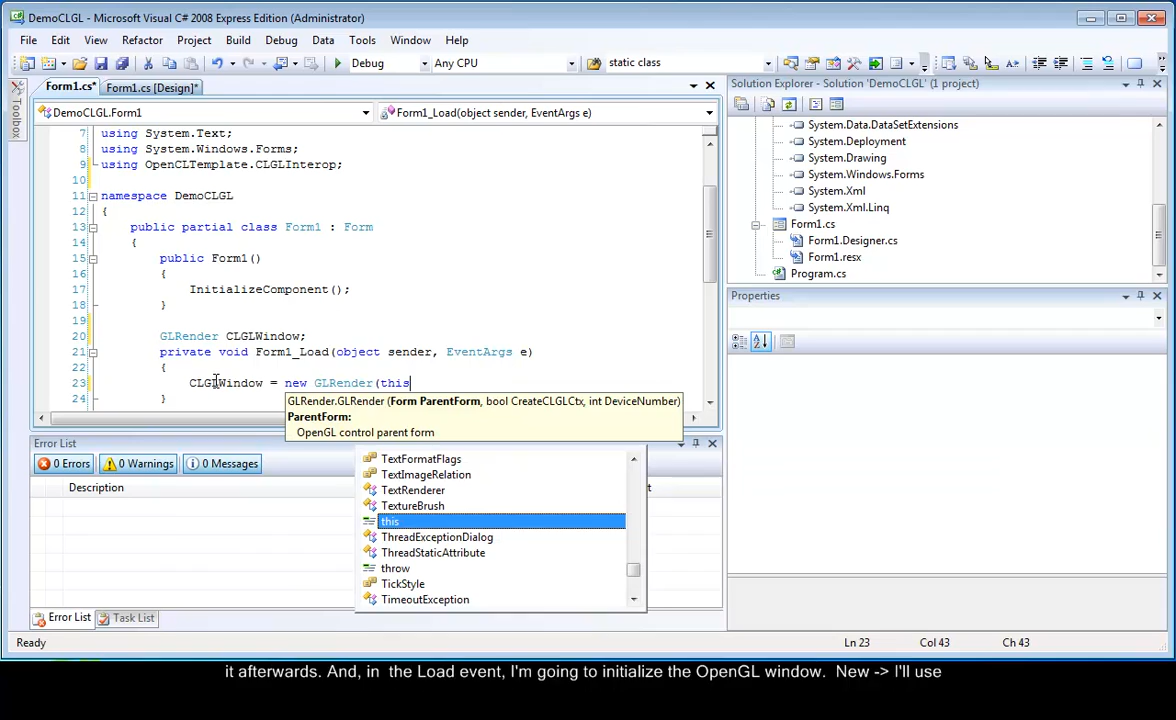 DemoCLGL - Microsoft Visual C# 2008 Express Edition (Administrator)
File Edit View Refactor Project Build Debug Data Tools Window Help
Debug Any CPU static class
Form1.cs* Form1.cs [Design]*
Toolbox
DemoCLGL.Form1 Form1_Load(object sender, EventArgs e)
7 using System.Text;
8 using System.Windows.Forms;
9 using OpenCLTemplate.CLGLInterop;
10
11 namespace DemoCLGL
12 {
13 public partial class Form1 : Form
14 {
15 public Form1()
16 {
17 InitializeComponent();
18 }
19
20 GLRender CLGLWindow;
21 private void Form1_Load(object sender, EventArgs e)
22 {
23 CLGLWindow = new GLRender(this
24 }
GLRender.GLRender (Form ParentForm, bool CreateCLGLCtx, int DeviceNumber)
ParentForm:
OpenGL control parent form
TextFormatFlags
TextImageRelation
TextRenderer
TextureBrush
this
ThreadExceptionDialog
ThreadStaticAttribute
throw
TickStyle
TimeoutException
Error List
0 Errors 0 Warnings 0 Messages
Description
Error List Task List
Solution Explorer - Solution 'DemoCLGL' (1 project)
System.Data.DataSetExtensions
System.Deployment
System.Drawing
System.Windows.Forms
System.Xml
System.Xml.Linq
Form1.cs
Form1.Designer.cs
Form1.resx
Program.cs
Properties
Ready Ln 23 Col 43 Ch 43
it afterwards. And, in the Load event, I'm going to initialize the OpenGL window. New -> I'll use